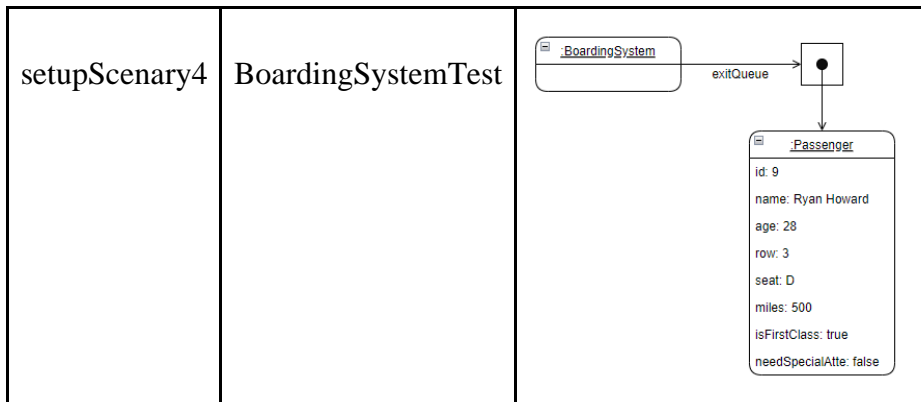 setupScenary4
BoardingSystemTest
:BoardingSystem
exitQueue
:Passenger
id: 9
name: Ryan Howard
age: 28
row: 3
seat: D
miles: 500
isFirstClass: true
needSpecialAtte: false